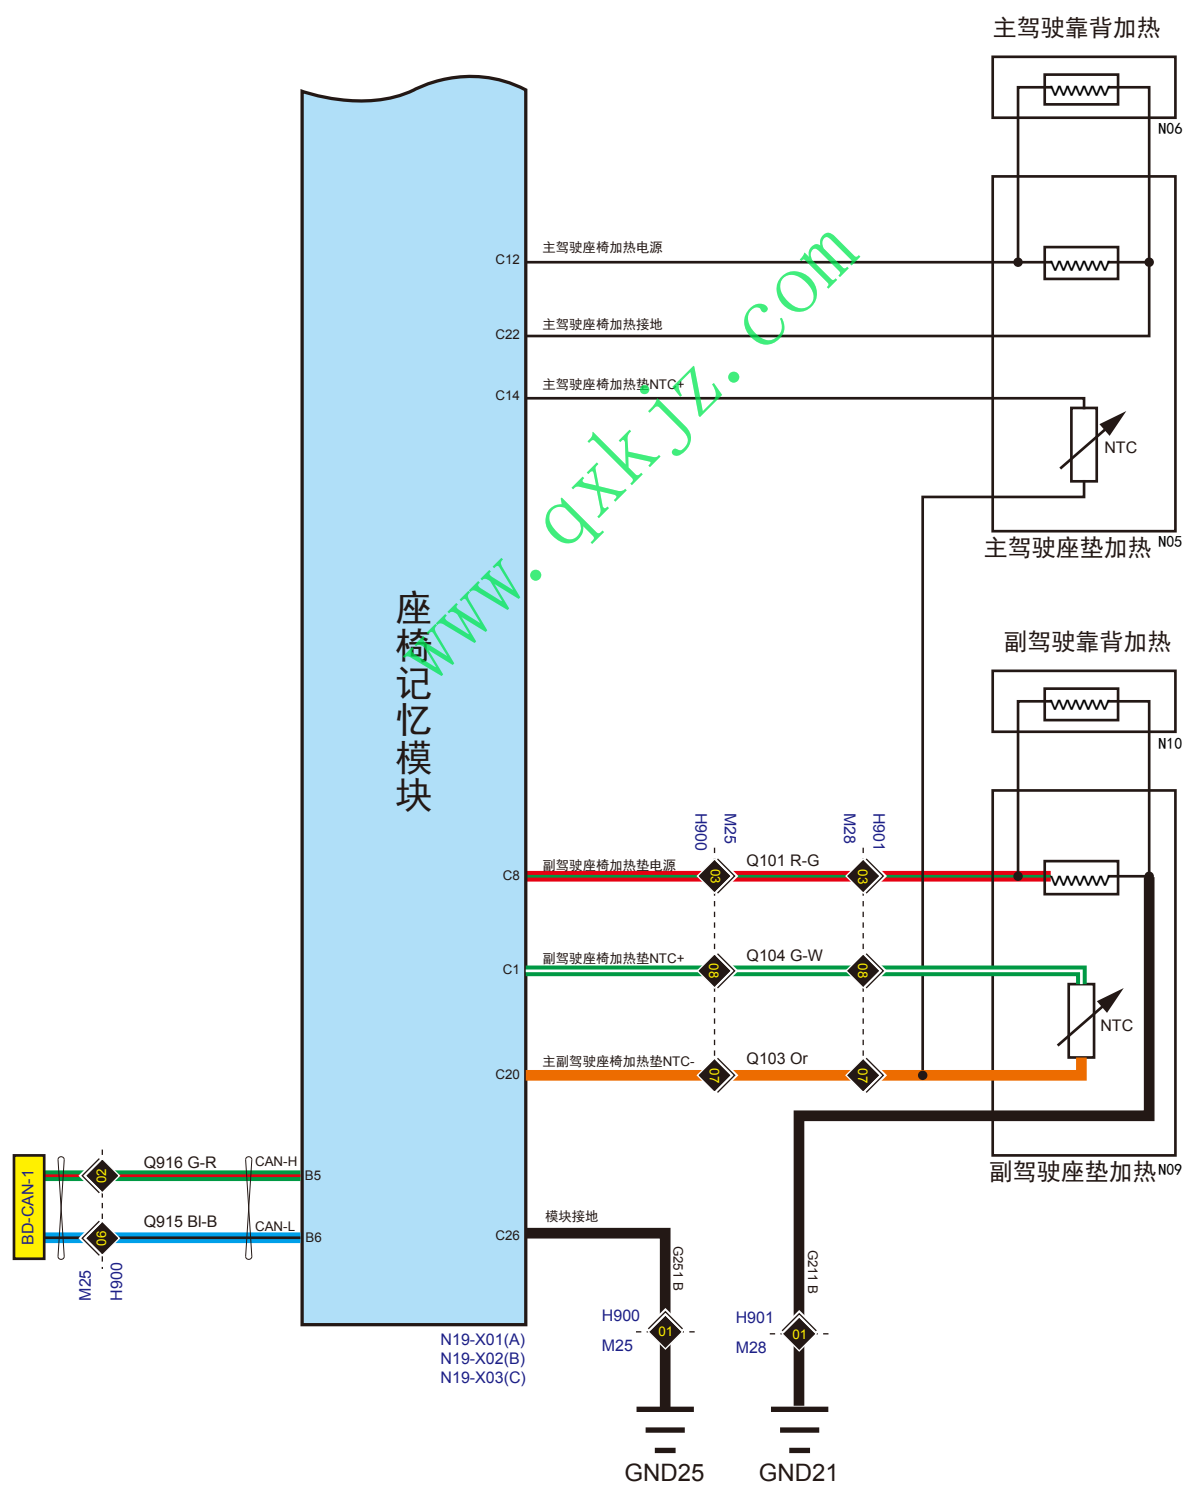 主驾驶靠背加热
N06
C12 主驾驶座椅加热电源
C22 主驾驶座椅加热接地
C14 主驾驶座椅加热垫NTC+
NTC
主驾驶座垫加热 N05
www.qxkjz.com
座椅记忆模块
副驾驶靠背加热
N10
H900 M25 M28 H901
C8 副驾驶座椅加热垫电源 03 Q101 R-G 03
C1 副驾驶座椅加热垫NTC+ 08 Q104 G-W 08
NTC
C20 主副驾驶座椅加热垫NTC- 07 Q103 Or 07
副驾驶座垫加热 N09
BD-CAN-1
02 Q916 G-R CAN-H B5
06 Q915 Bl-B CAN-L B6
M25 H900
C26 模块接地
G251 B
G211 B
H900 01 H901 01
M25 M28
N19-X01(A)
N19-X02(B)
N19-X03(C)
GND25 GND21